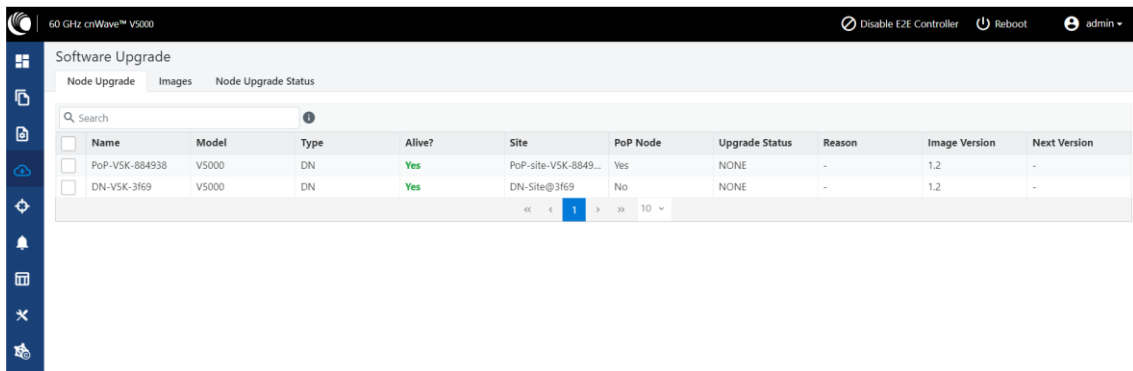 60 GHz cnWave™ V5000 Disable E2E Controller Reboot admin
Software Upgrade
Node Upgrade Images Node Upgrade Status
Search
Name Model Type Alive? Site PoP Node Upgrade Status Reason Image Version Next Version
PoP-V5K-884938 V5000 DN Yes PoP-site-V5K-8849... Yes NONE - 1.2 -
DN-V5K-3f69 V5000 DN Yes DN-Site@3f69 No NONE - 1.2 -
« ‹ 1 › » 10